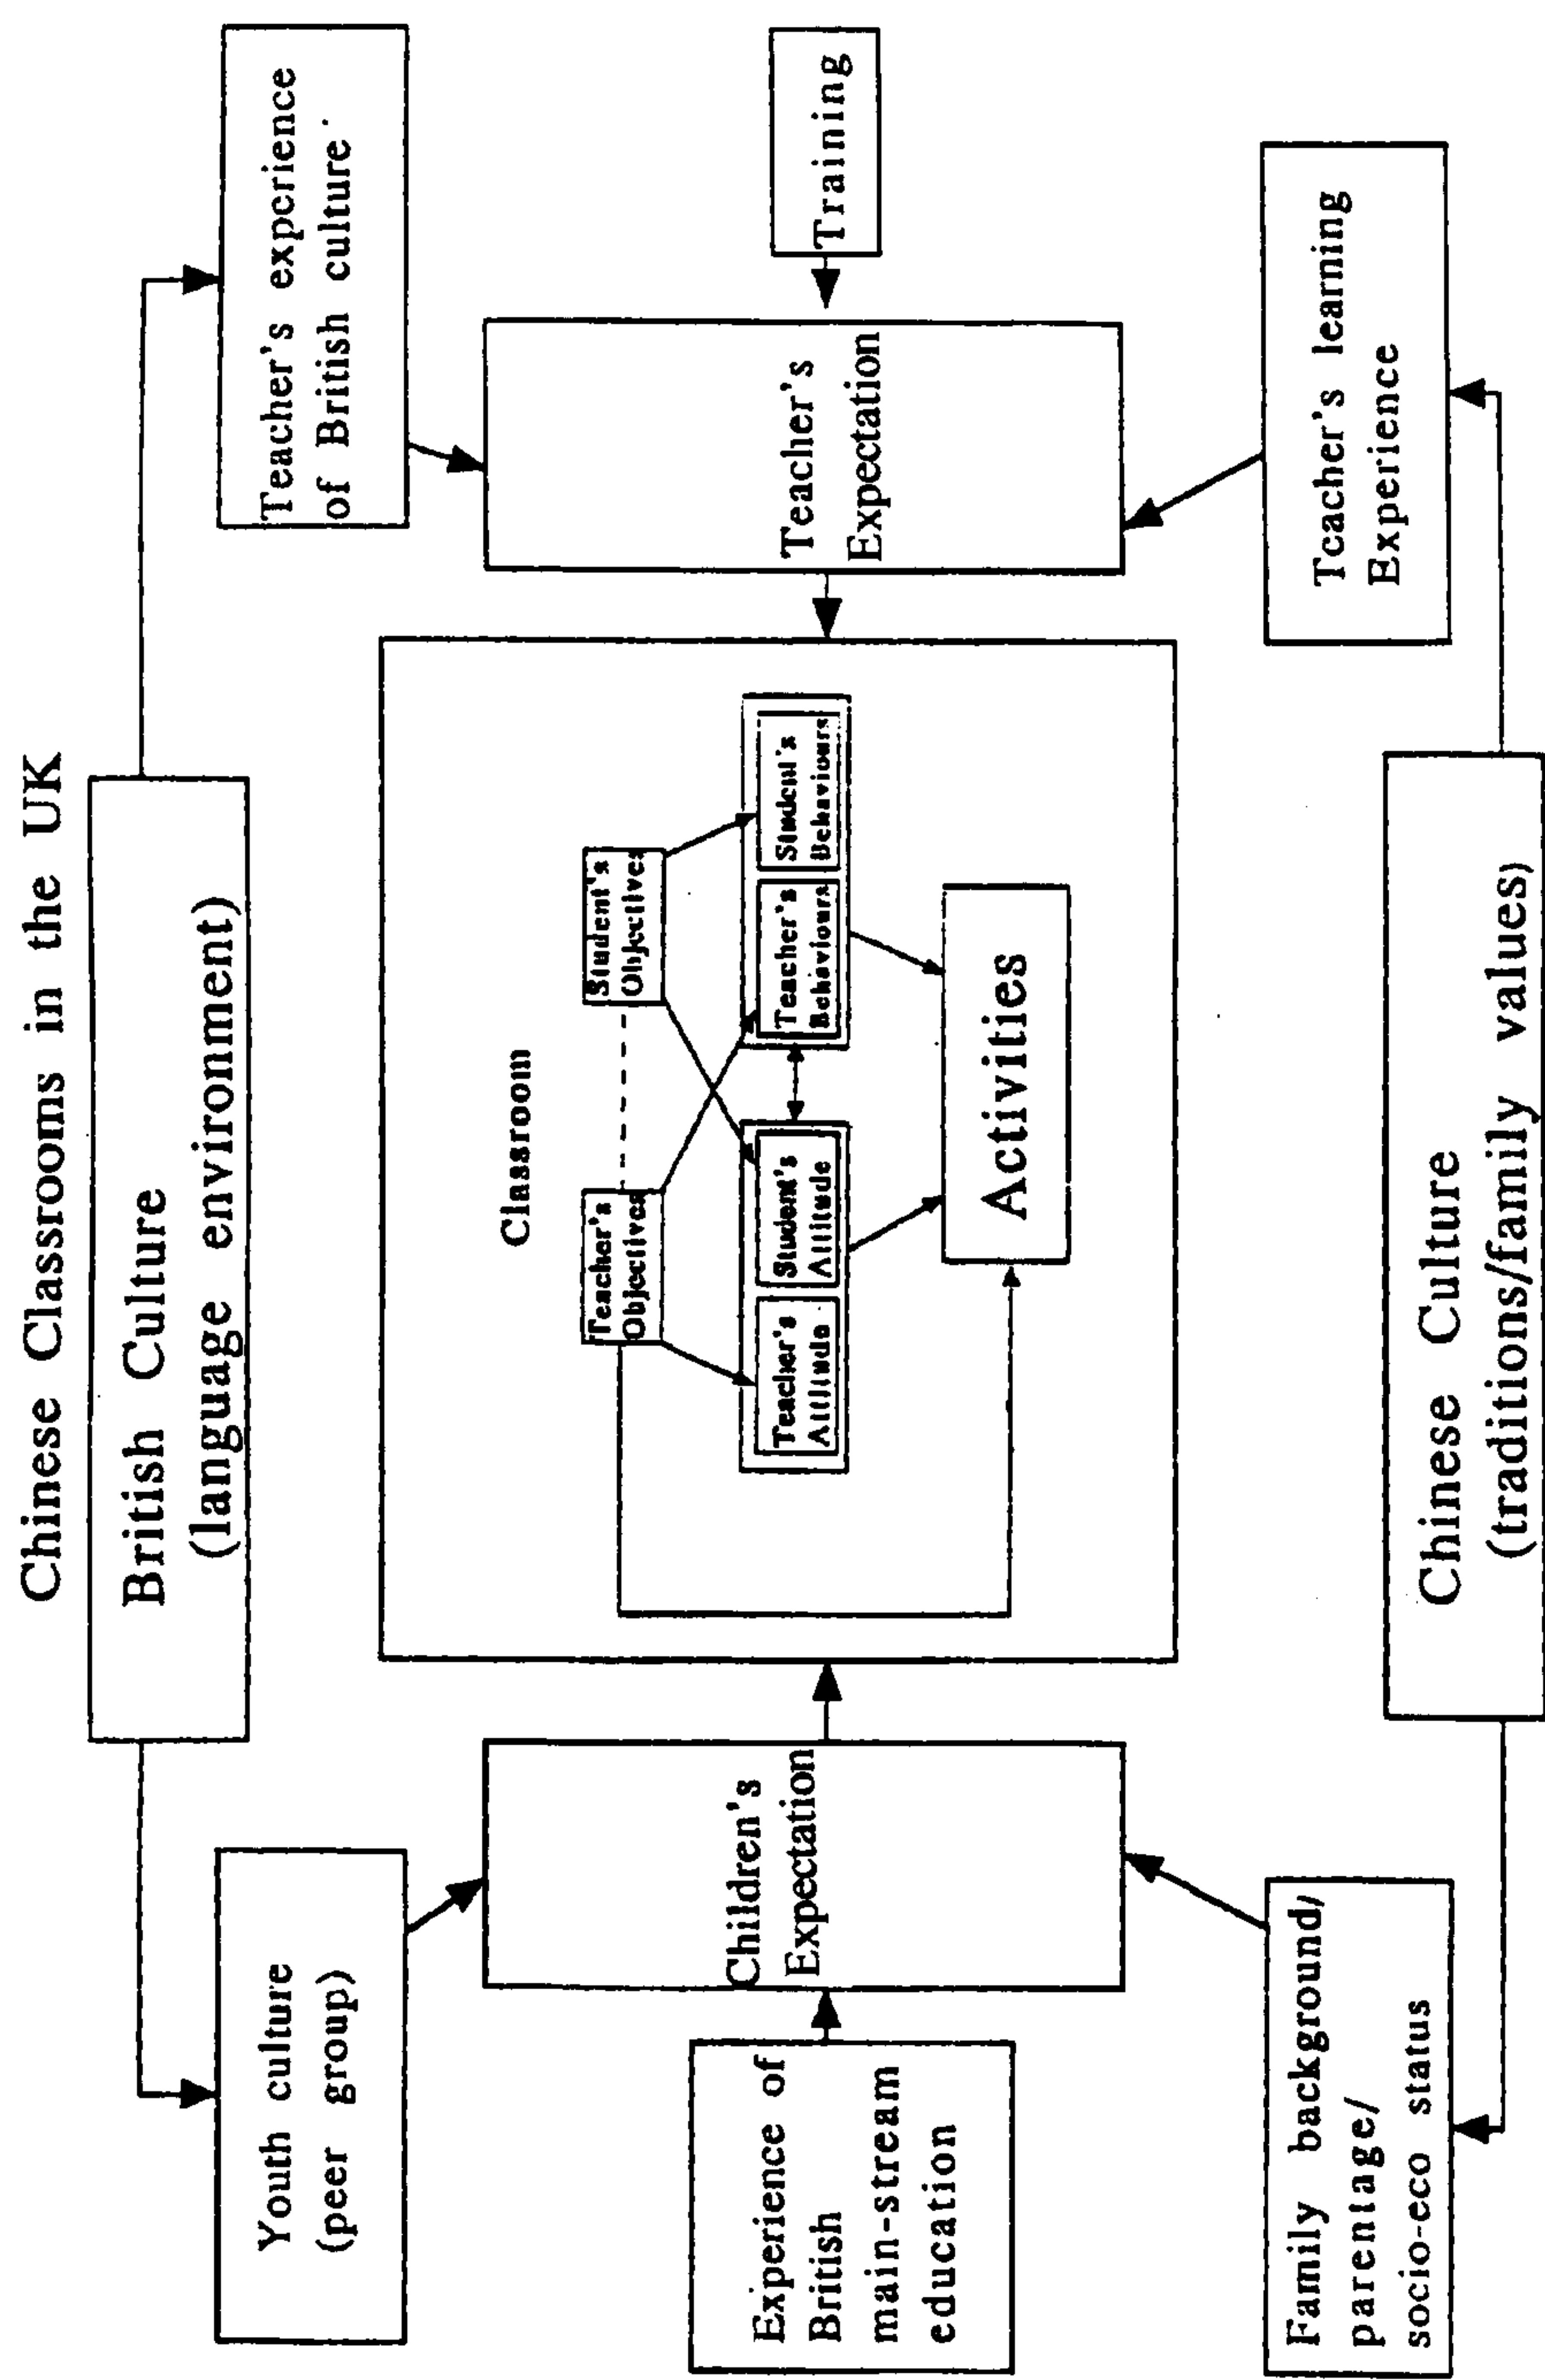 Chinese Classrooms in the UK
British Culture
(language environment)
Youth culture
(peer group)
Teacher's experience
of British culture
Classroom
Teacher's
Objectives
Student's
Objectives
Children's
Expectation
Teacher's
Expectation
Experience of
British
main-stream
education
Training
Teacher's
Attitude
Student's
Attitude
Teacher's
Behaviours
Student's
Behaviours
Activities
Family background/
parentage/
socio-eco status
Teacher's learning
Experience
Chinese Culture
(traditions/family values)